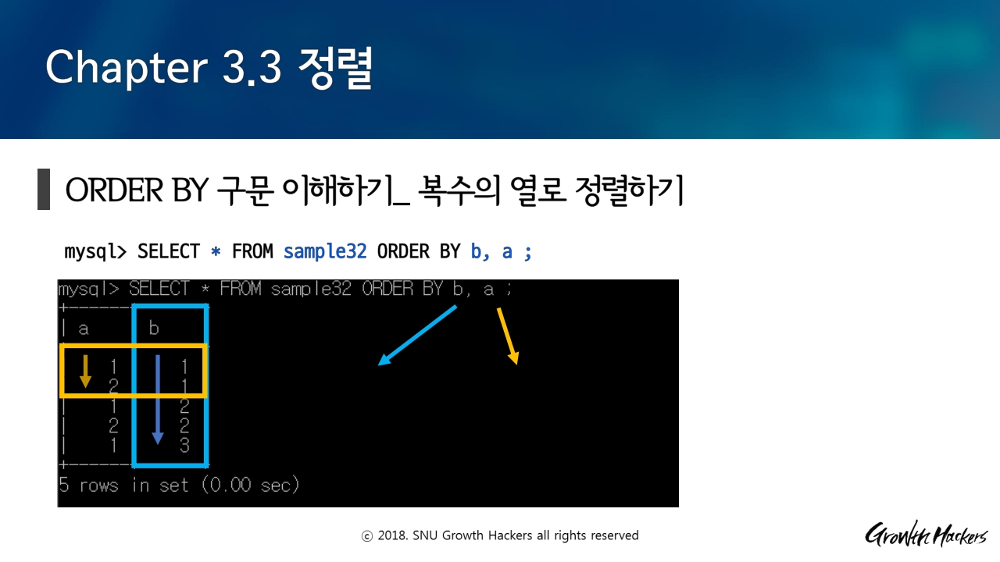 Chapter 3.3 정렬
ORDER BY 구문 이해하기_ 복수의 열로 정렬하기
mysql> SELECT * FROM sample32 ORDER BY b, a ;
mysql> SELECT * FROM sample32 ORDER BY b, a ;
| a b
1 1
2 1
| 1 2
| 2 2
| 1 3
5 rows in set (0.00 sec)
ⓒ 2018. SNU Growth Hackers all rights reserved
Growth Hackers